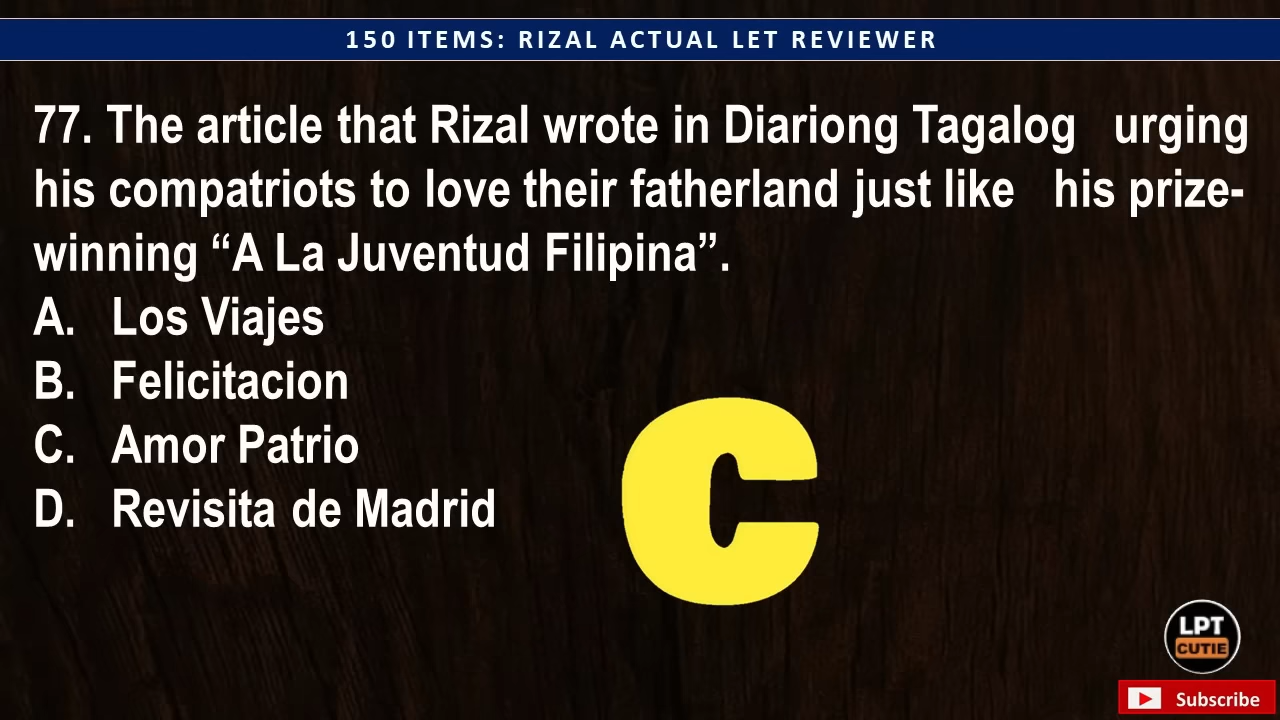 150 ITEMS: RIZAL ACTUAL LET REVIEWER
77. The article that Rizal wrote in Diariong Tagalog urging
his compatriots to love their fatherland just like his prize-
winning “A La Juventud Filipina”.
A. Los Viajes
B. Felicitacion
C. Amor Patrio
D. Revisita de Madrid
C
LPT
CUTIE
Subscribe